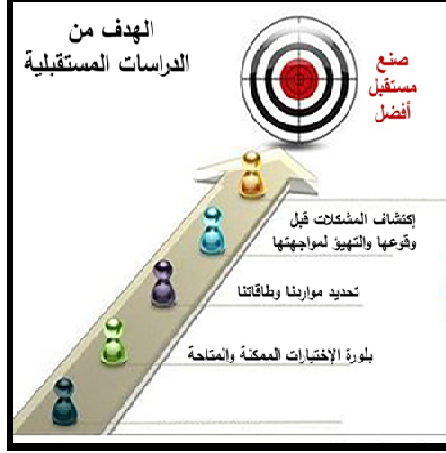 الهدف من
الدراسات المستقبلية
صنع
مستقبل
أفضل
إكتشاف المشكلات قبل
وقوعها والتهيؤ لمواجهتها
تحديد مواردنا وطاقاتنا
بلورة الإختيارات الممكنة والمتاحة